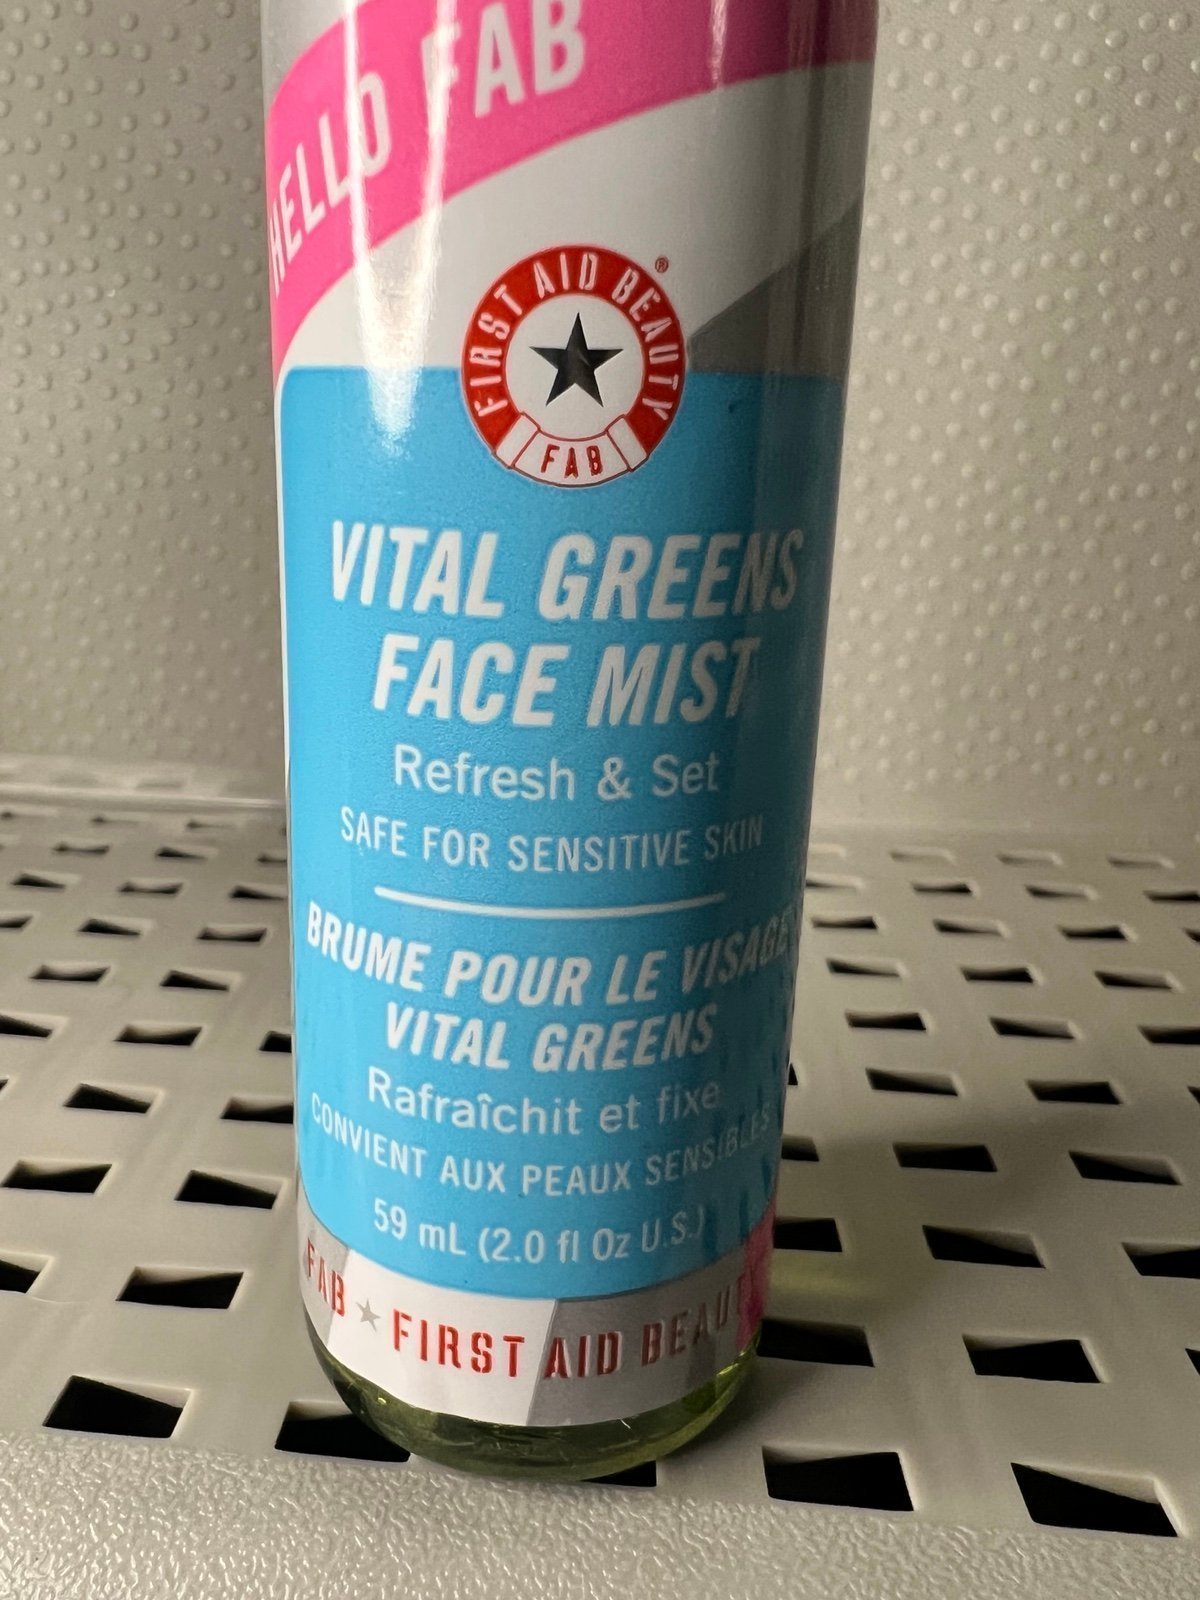 HELLO FAB
FIRST AID BEAUTY ®
FAB
VITAL GREENS
FACE MIST
Refresh & Set
SAFE FOR SENSITIVE SKIN
BRUME POUR LE VISAGE
VITAL GREENS
Rafraîchit et fixe
CONVIENT AUX PEAUX SENSIBLES
59 mL (2.0 fl Oz U.S.)
FAB ★ FIRST AID BEAUTY